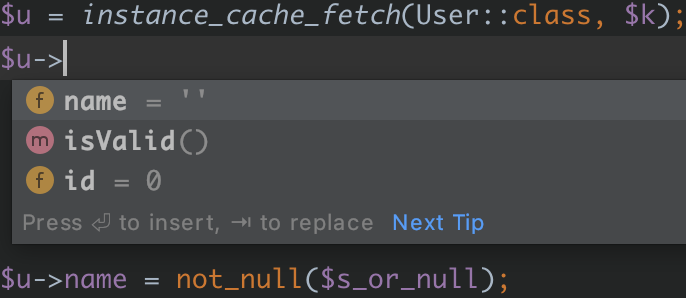 $u = instance_cache_fetch(User::class, $k);
$u->
f name = ''
m isValid()
f id = 0
Press ⏎ to insert, ⇥ to replace Next Tip
$u->name = not_null($s_or_null);